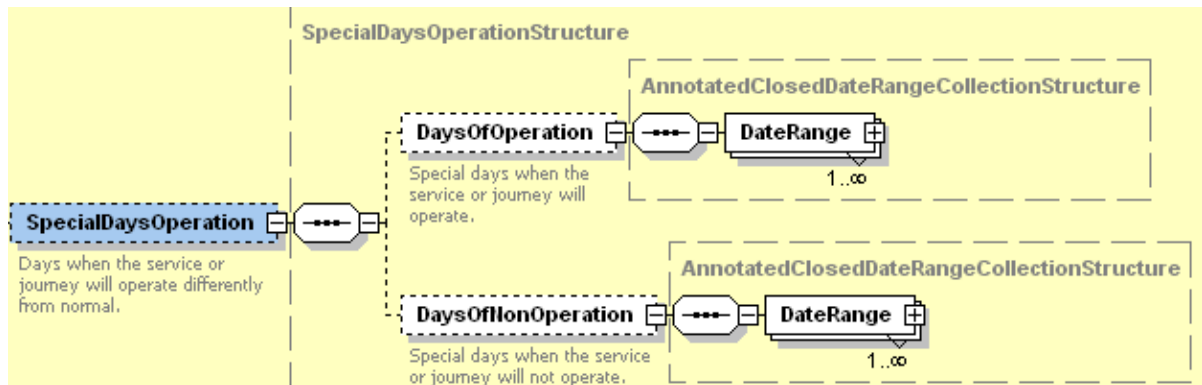 SpecialDaysOperationStructure
AnnotatedClosedDateRangeCollectionStructure
DaysOfOperation
DateRange
Special days when the
service or journey will
operate.
1..∞
SpecialDaysOperation
Days when the service or
journey will operate differently
from normal.
AnnotatedClosedDateRangeCollectionStructure
DaysOfNonOperation
DateRange
Special days when the service
or journey will not operate.
1..∞